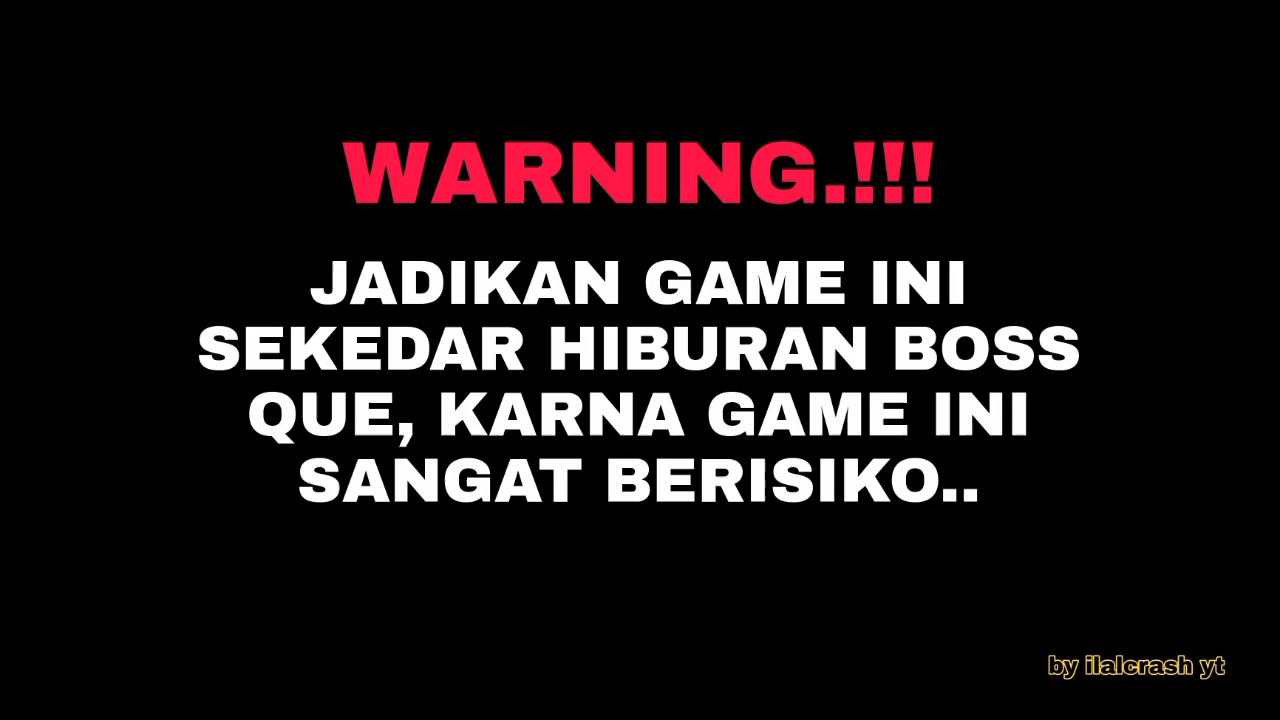 WARNING.!!!
JADIKAN GAME INI
SEKEDAR HIBURAN BOSS
QUE, KARNA GAME INI
SANGAT BERISIKO..
by ilalcrash yt